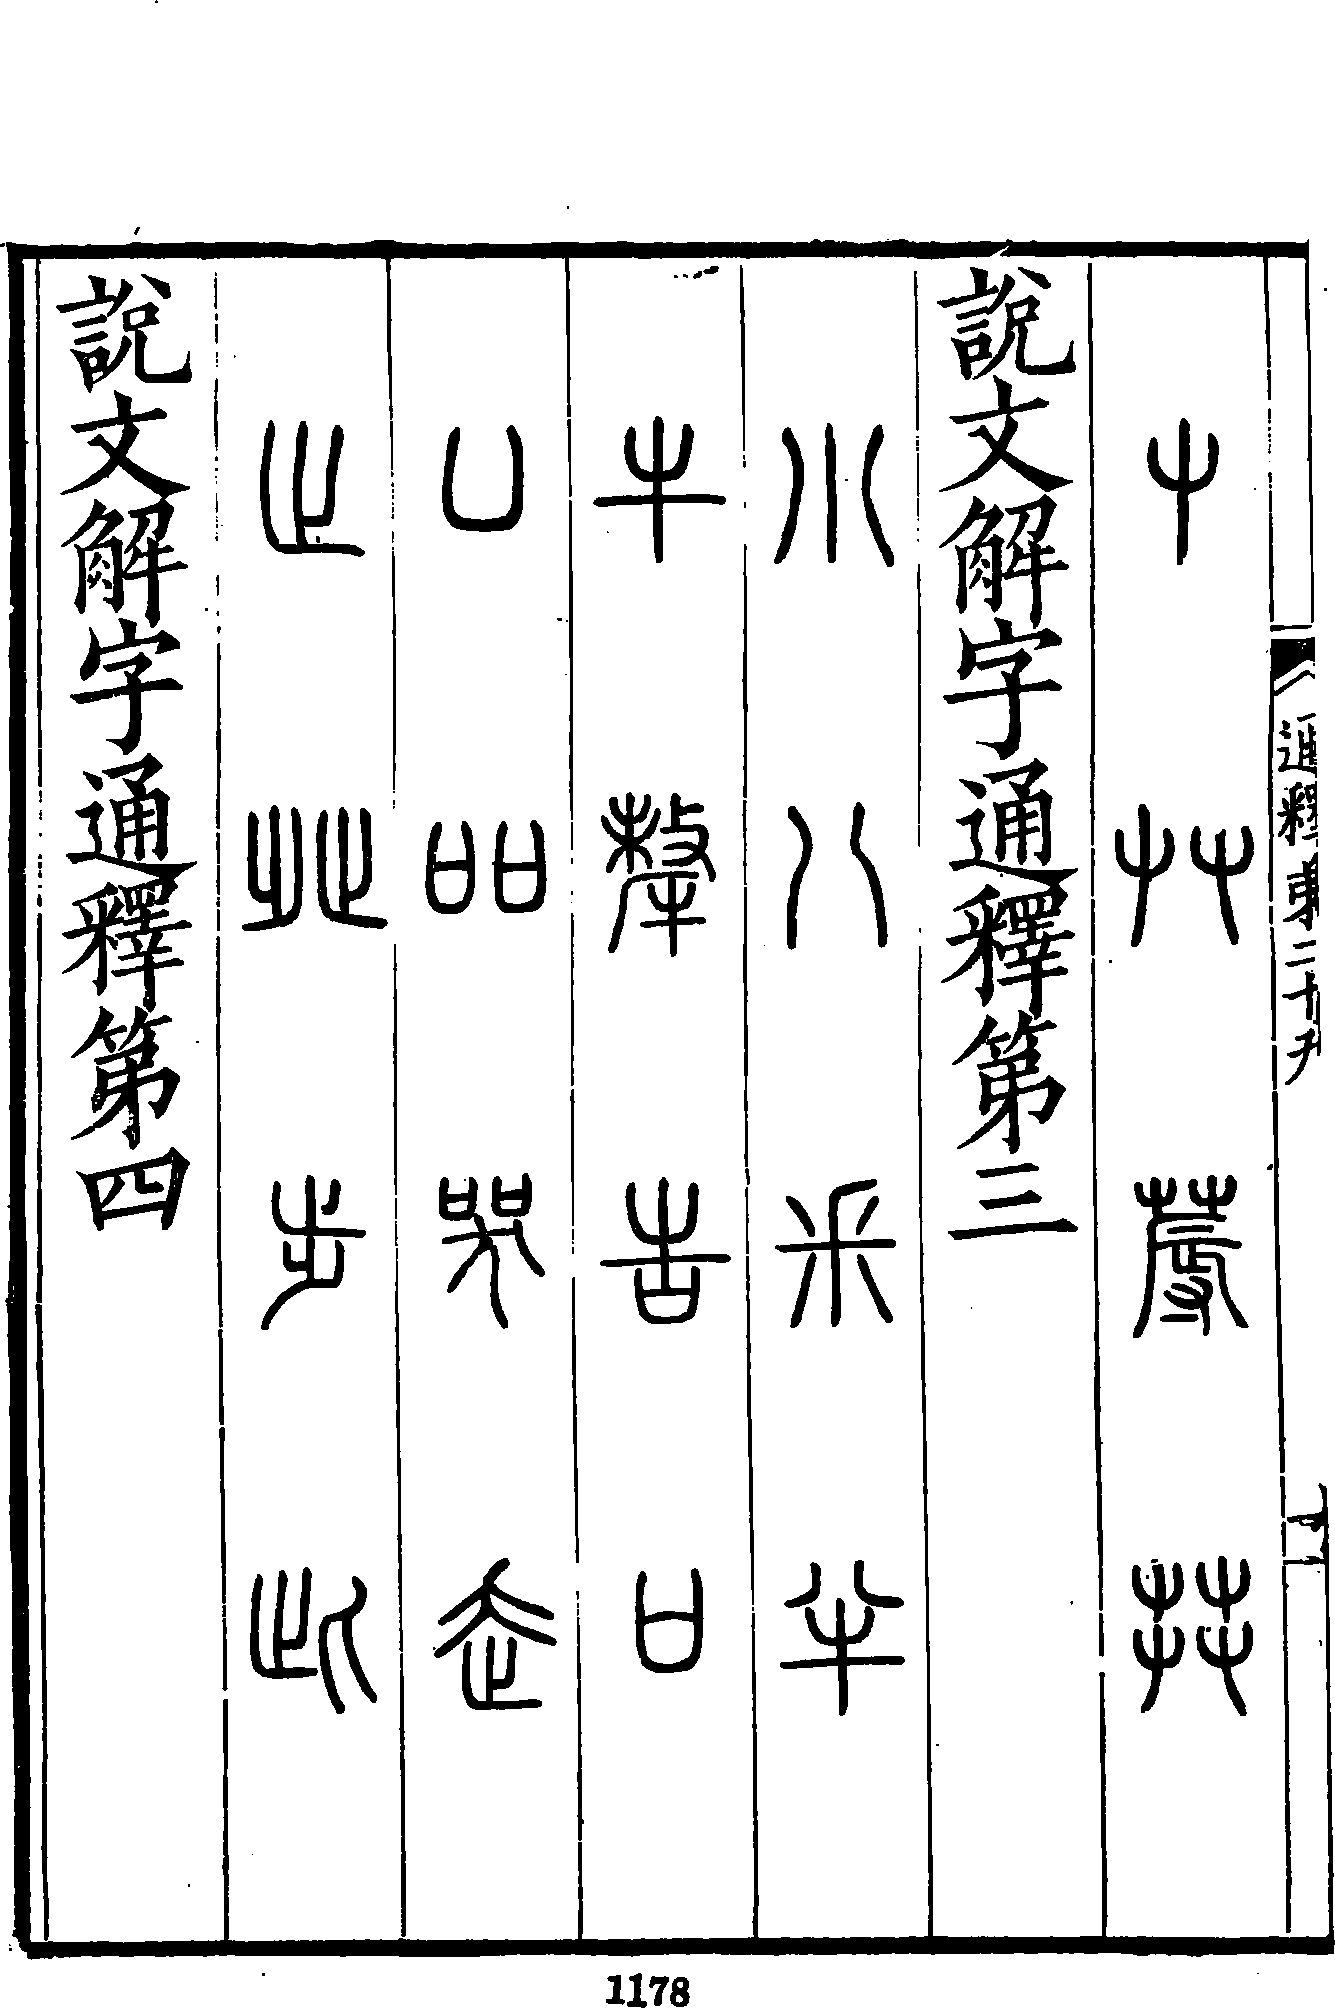 通釋卷二十九
屮 艸 蓐 茻
說文解字通釋第三
小 八 釆 半
牛 犛 告 口
凵 吅 哭 走
止 癶 步 此
說文解字通釋第四
1178